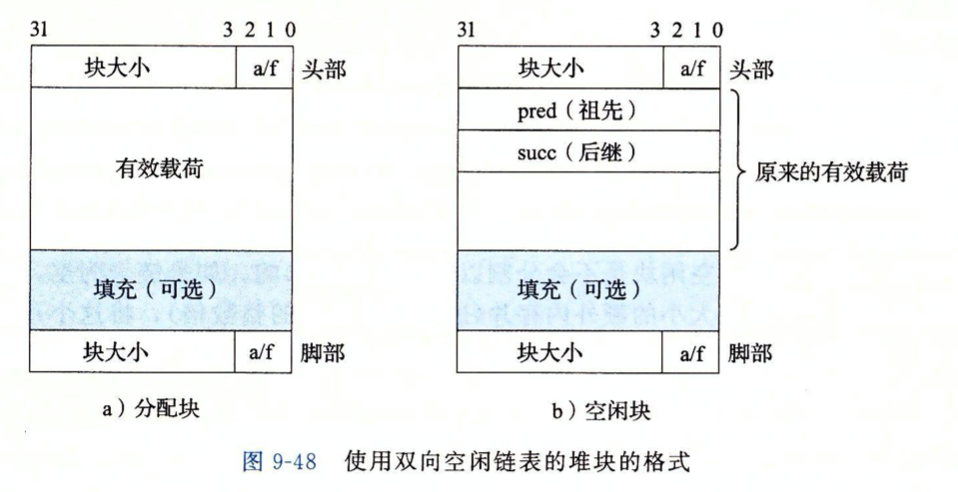 31 3 2 1 0
块大小 a/f 头部
有效载荷
填充（可选）
块大小 a/f 脚部
a）分配块
31 3 2 1 0
块大小 a/f 头部
pred（祖先）
succ（后继）
原来的有效载荷
填充（可选）
块大小 a/f 脚部
b）空闲块
图 9-48 使用双向空闲链表的堆块的格式